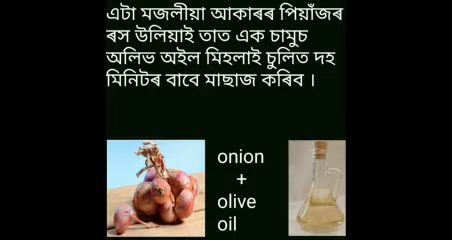 এটা মজলীয়া আকাৰৰ পিয়াঁজৰ
ৰস উলিয়াই তাত এক চামুচ
অলিভ অইল মিহলাই চুলিত দহ
মিনিটৰ বাবে মাছাজ কৰিব ।
onion
+
olive
oil